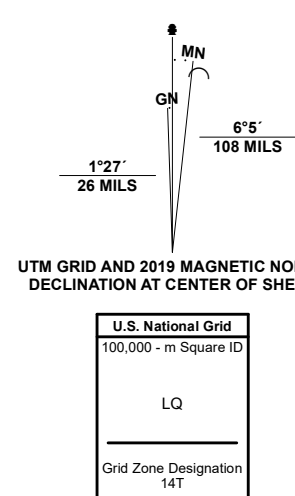 MN
GN
6°5´
108 MILS
1°27´
26 MILS
UTM GRID AND 2019 MAGNETIC NO
DECLINATION AT CENTER OF SHE
U.S. National Grid
100,000 - m Square ID
LQ
Grid Zone Designation
14T